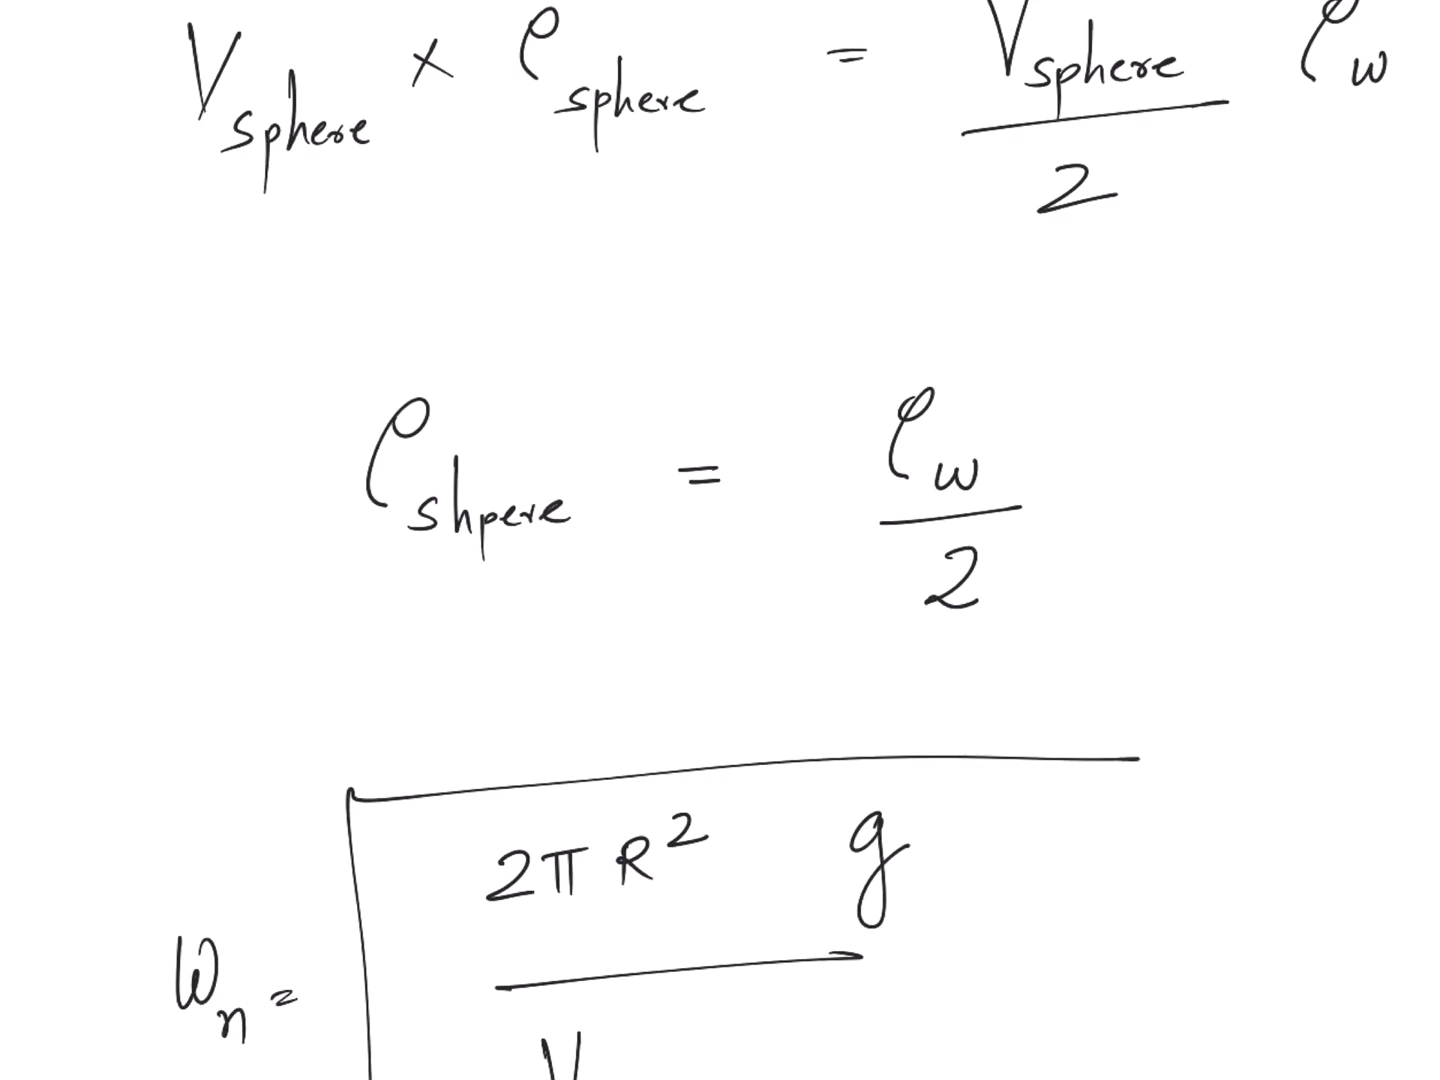 V_sphere × ρ_sphere = V_sphere/2 ρ_w
ρ_shpere = ρ_w/2
ω_n = √(2π R² g / V